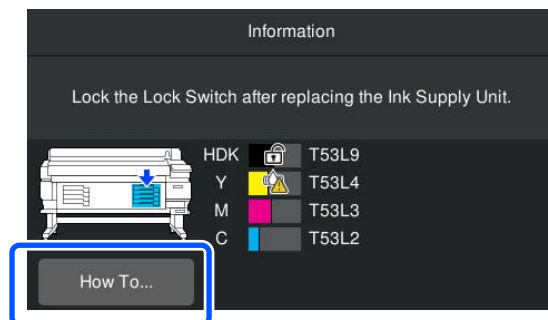 Information
Lock the Lock Switch after replacing the Ink Supply Unit.
HDK T53L9
Y T53L4
M T53L3
C T53L2
How To...